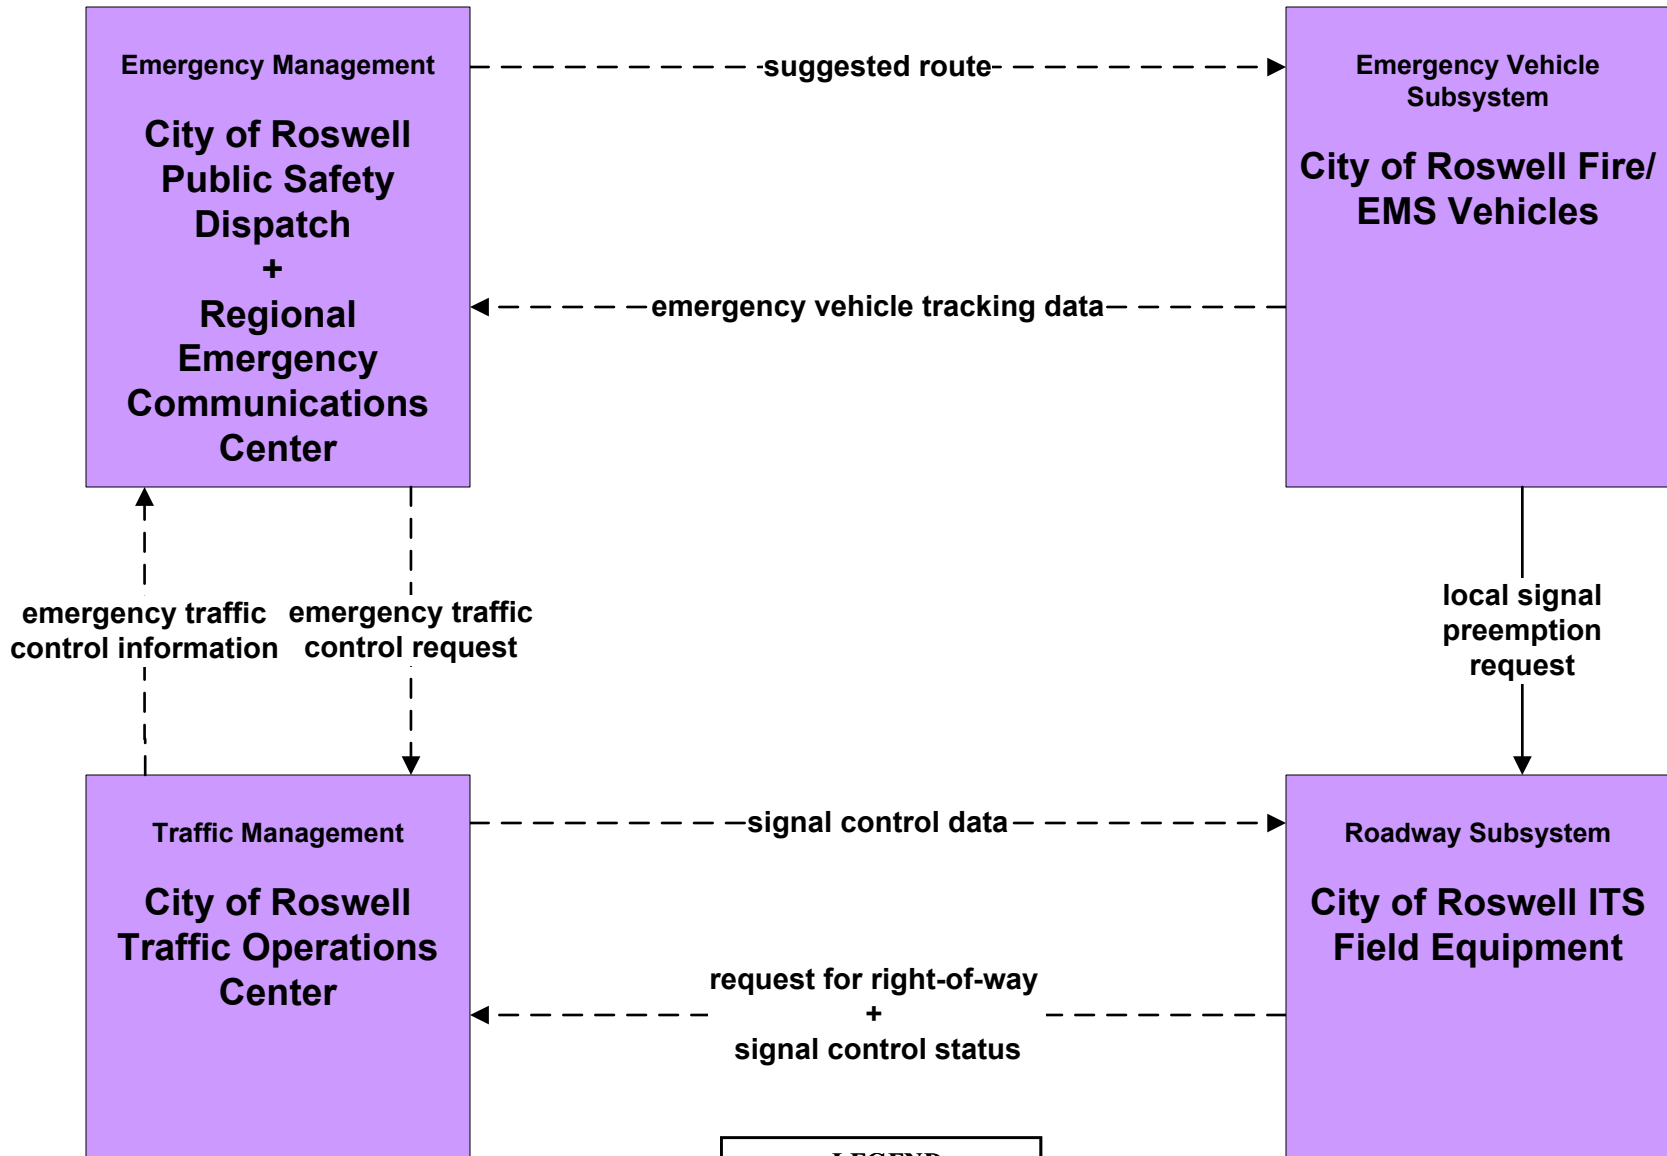 Emergency Management
City of Roswell
Public Safety
Dispatch
+
Regional
Emergency
Communications
Center
suggested route
Emergency Vehicle
Subsystem
City of Roswell Fire/
EMS Vehicles
emergency vehicle tracking data
emergency traffic
control information
emergency traffic
control request
local signal
preemption
request
Traffic Management
City of Roswell
Traffic Operations
Center
signal control data
Roadway Subsystem
City of Roswell ITS
Field Equipment
request for right-of-way
+
signal control status
LEGEND